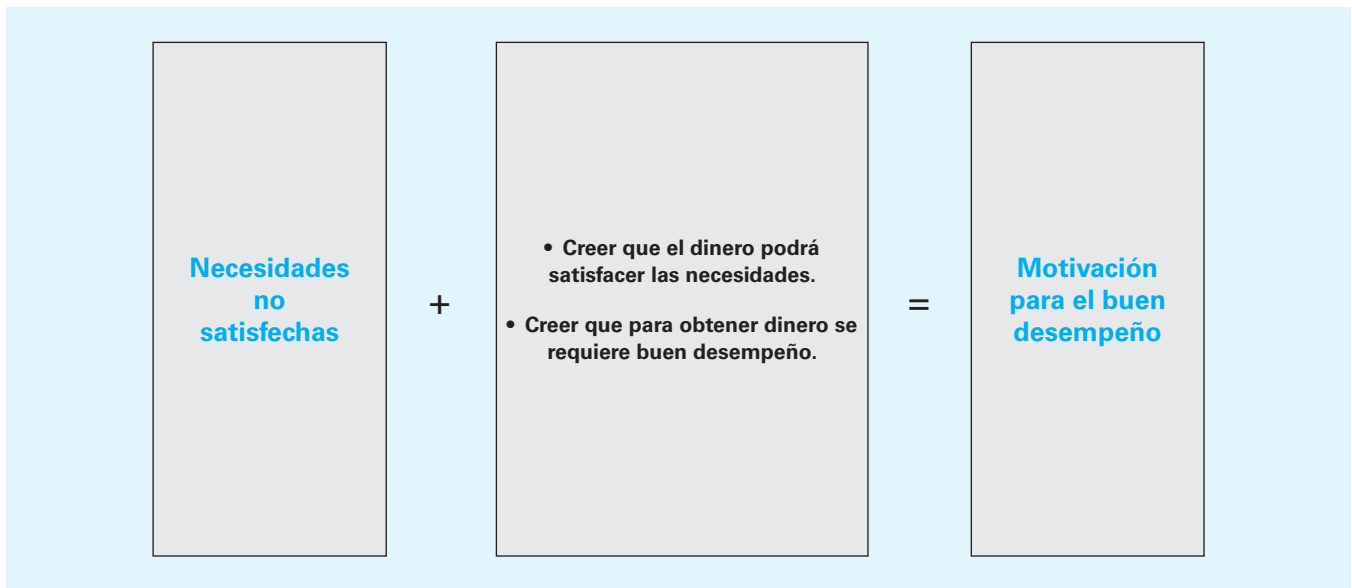 Necesidades
no
satisfechas
+
• Creer que el dinero podrá
satisfacer las necesidades.
• Creer que para obtener dinero se
requiere buen desempeño.
=
Motivación
para el buen
desempeño